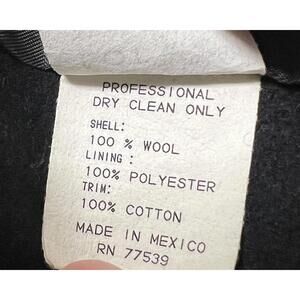 PROFESSIONAL
DRY CLEAN ONLY
SHELL:
100 % WOOL
LINING :
100% POLYESTER
TRIM:
100% COTTON
MADE IN MEXICO
RN 77539